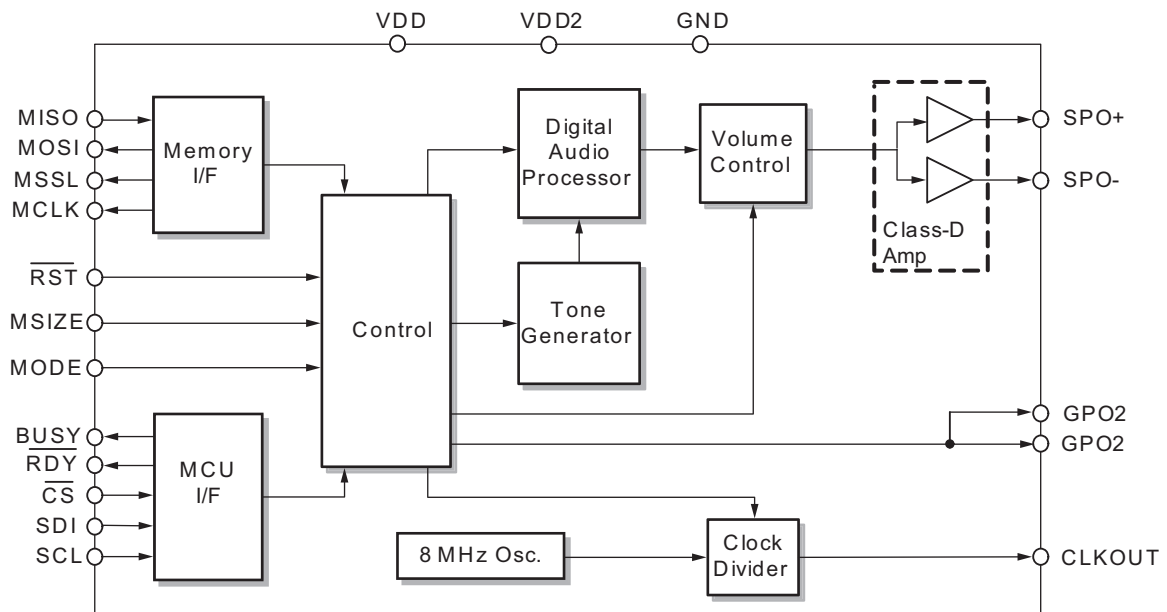 VDD
VDD2
GND
MISO
MOSI
MSSL
MCLK
Memory
I/F
Digital
Audio
Processor
Volume
Control
SPO+
SPO-
Class-D
Amp
RST
MSIZE
MODE
Control
Tone
Generator
BUSY
RDY
CS
SDI
SCL
MCU
I/F
GPO2
GPO2
8 MHz Osc.
Clock
Divider
CLKOUT